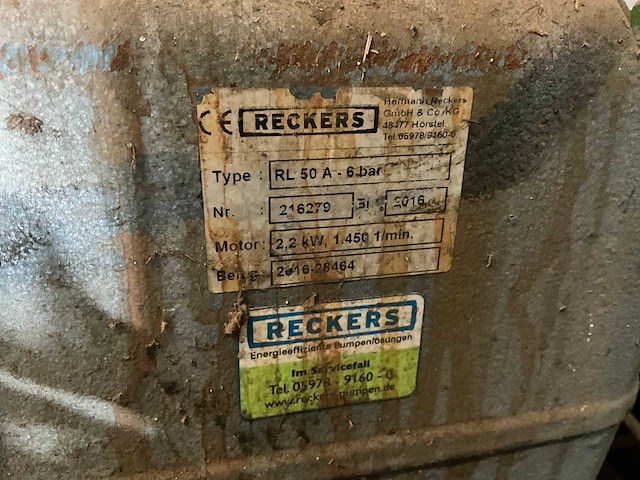 CE RECKERS
Hermann Reckers
GmbH & Co. KG
48477 Hörstel
Tel 05978/9160-0
Type : RL 50 A - 6 bar
Nr. : 216279 Bj 2016
Motor: 2,2 kW, 1.450 1/min.
2016-28464
RECKERS
Energieeffiziente Pumpenlösungen
Im Servicefall
Tel. 05978 - 9160 - 0
www.reckers-pumpen.de